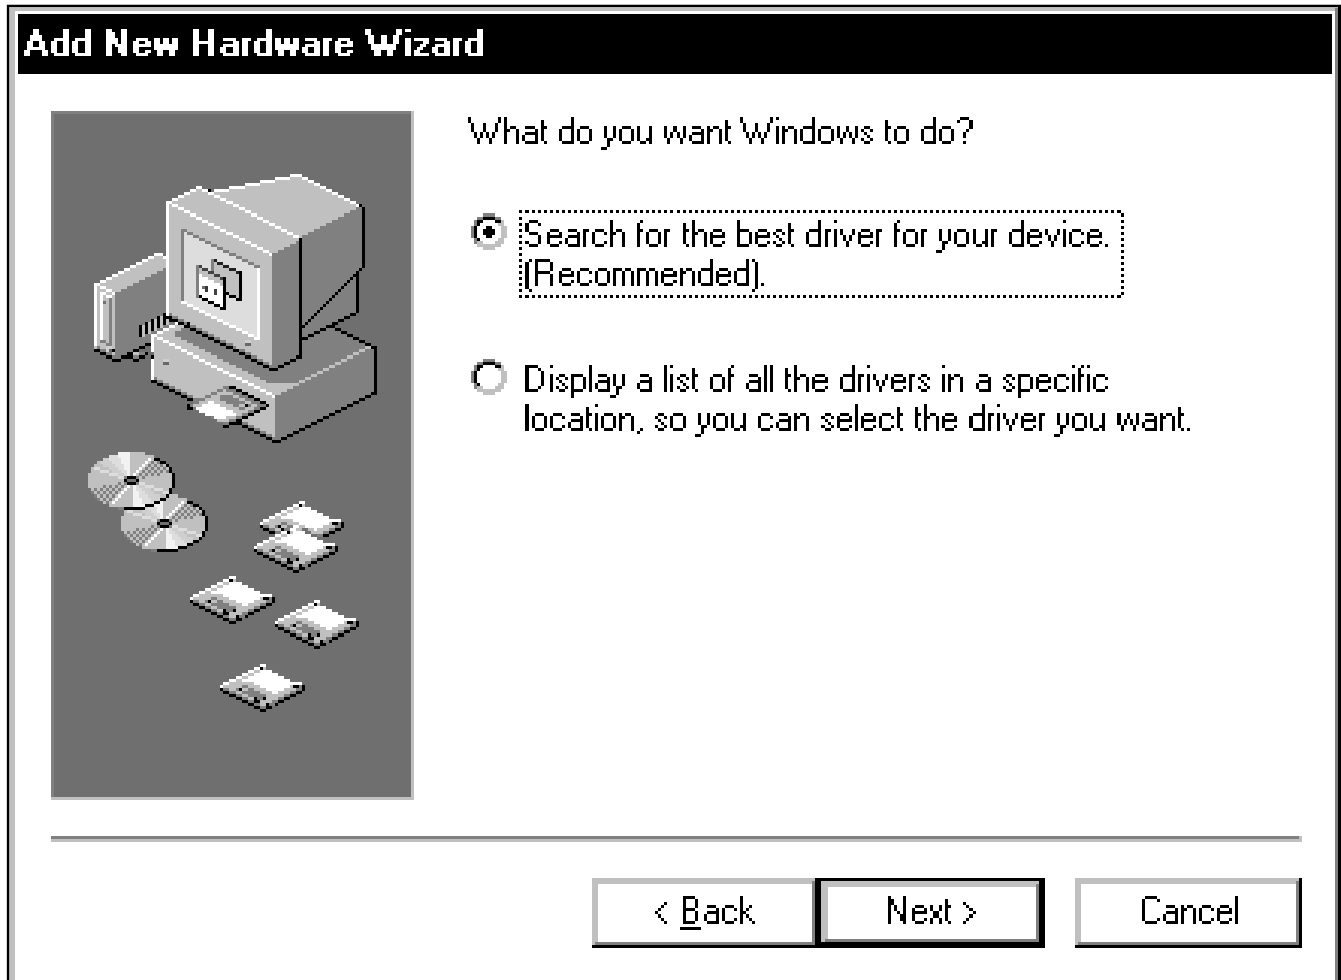 Add New Hardware Wizard
What do you want Windows to do?
Search for the best driver for your device.
(Recommended).
Display a list of all the drivers in a specific
location, so you can select the driver you want.
< Back
Next >
Cancel